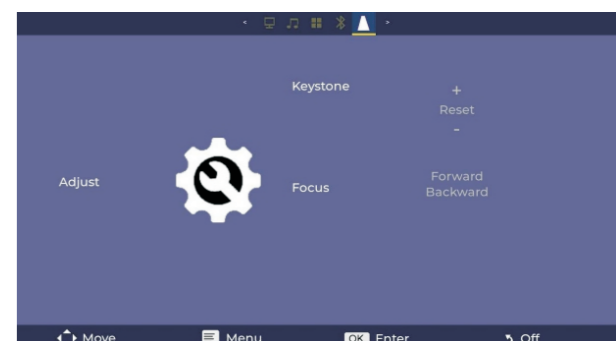 Keystone
+
Reset
-
Adjust
Focus
Forward
Backward
Move
Menu
OK Enter
Off